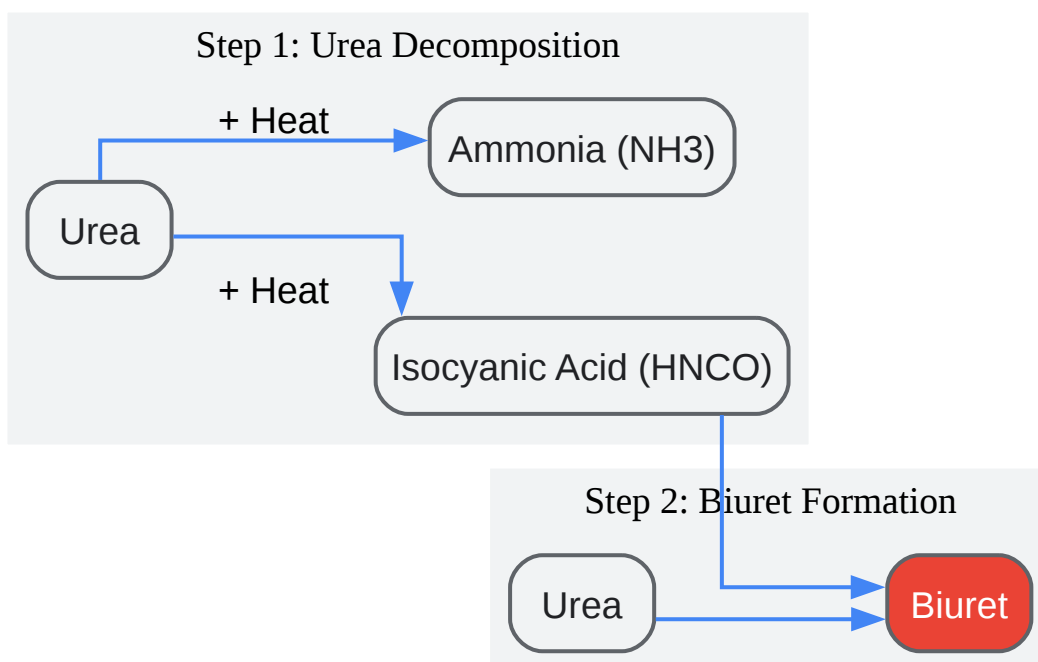 Step 1: Urea Decomposition
+ Heat
Ammonia (NH3)
Urea
+ Heat
Isocyanic Acid (HNCO)
Step 2: Biuret Formation
Urea
Biuret